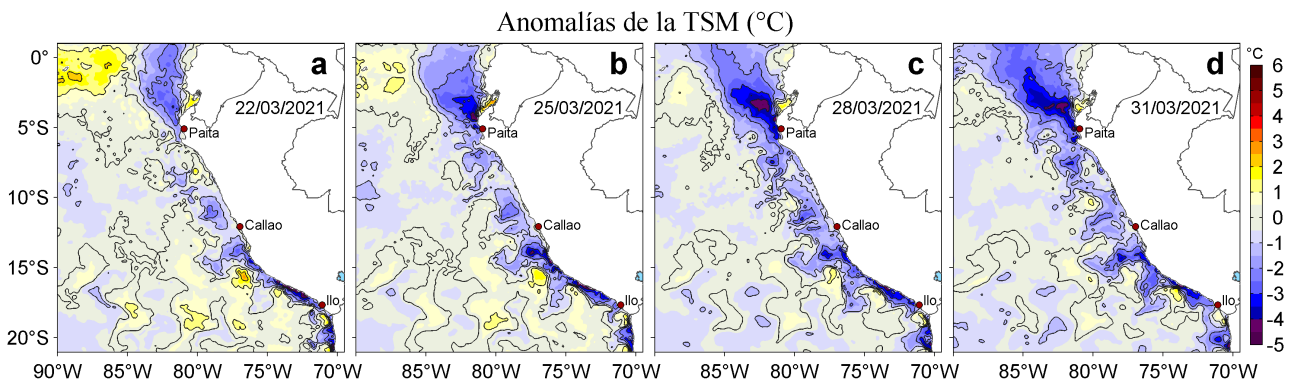 Anomalías de la TSM (°C)
a
22/03/2021
b
25/03/2021
c
28/03/2021
d
31/03/2021
0°
5°S
10°S
15°S
20°S
Paita
Callao
Ilo
Paita
Callao
Ilo
Paita
Callao
Ilo
Paita
Callao
Ilo
90°W 85°W 80°W 75°W 70°W
85°W 80°W 75°W 70°W
85°W 80°W 75°W 70°W
85°W 80°W 75°W 70°W
°C
6
5
4
3
2
1
0
-1
-2
-3
-4
-5